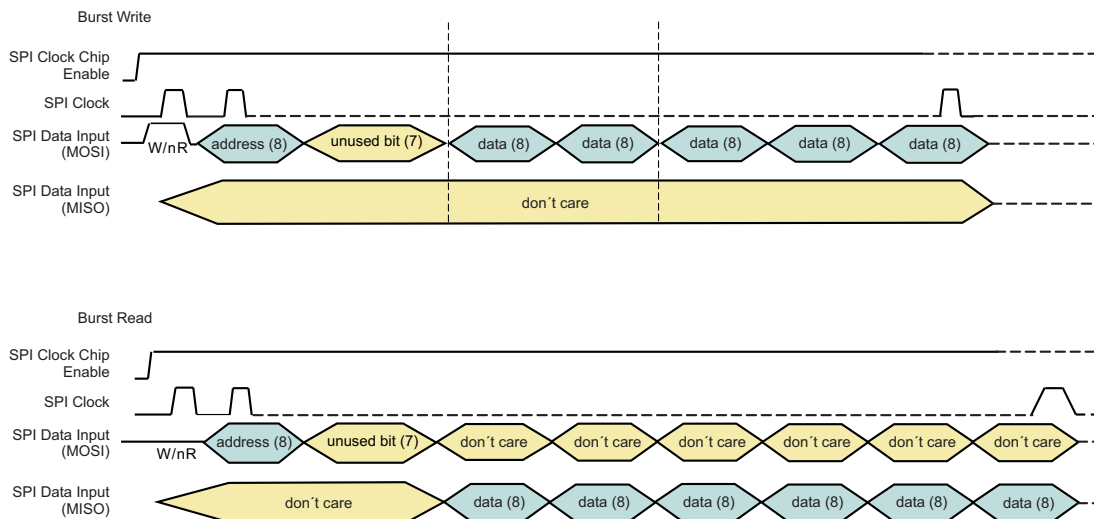 Burst Write
SPI Clock Chip
Enable
SPI Clock
SPI Data Input
(MOSI)
W/nR address (8) unused bit (7) data (8) data (8) data (8) data (8) data (8)
SPI Data Input
(MISO)
don´t care
Burst Read
SPI Clock Chip
Enable
SPI Clock
SPI Data Input
(MOSI)
W/nR address (8) unused bit (7) don´t care don´t care don´t care don´t care don´t care don´t care
SPI Data Input
(MISO)
don´t care data (8) data (8) data (8) data (8) data (8) data (8)